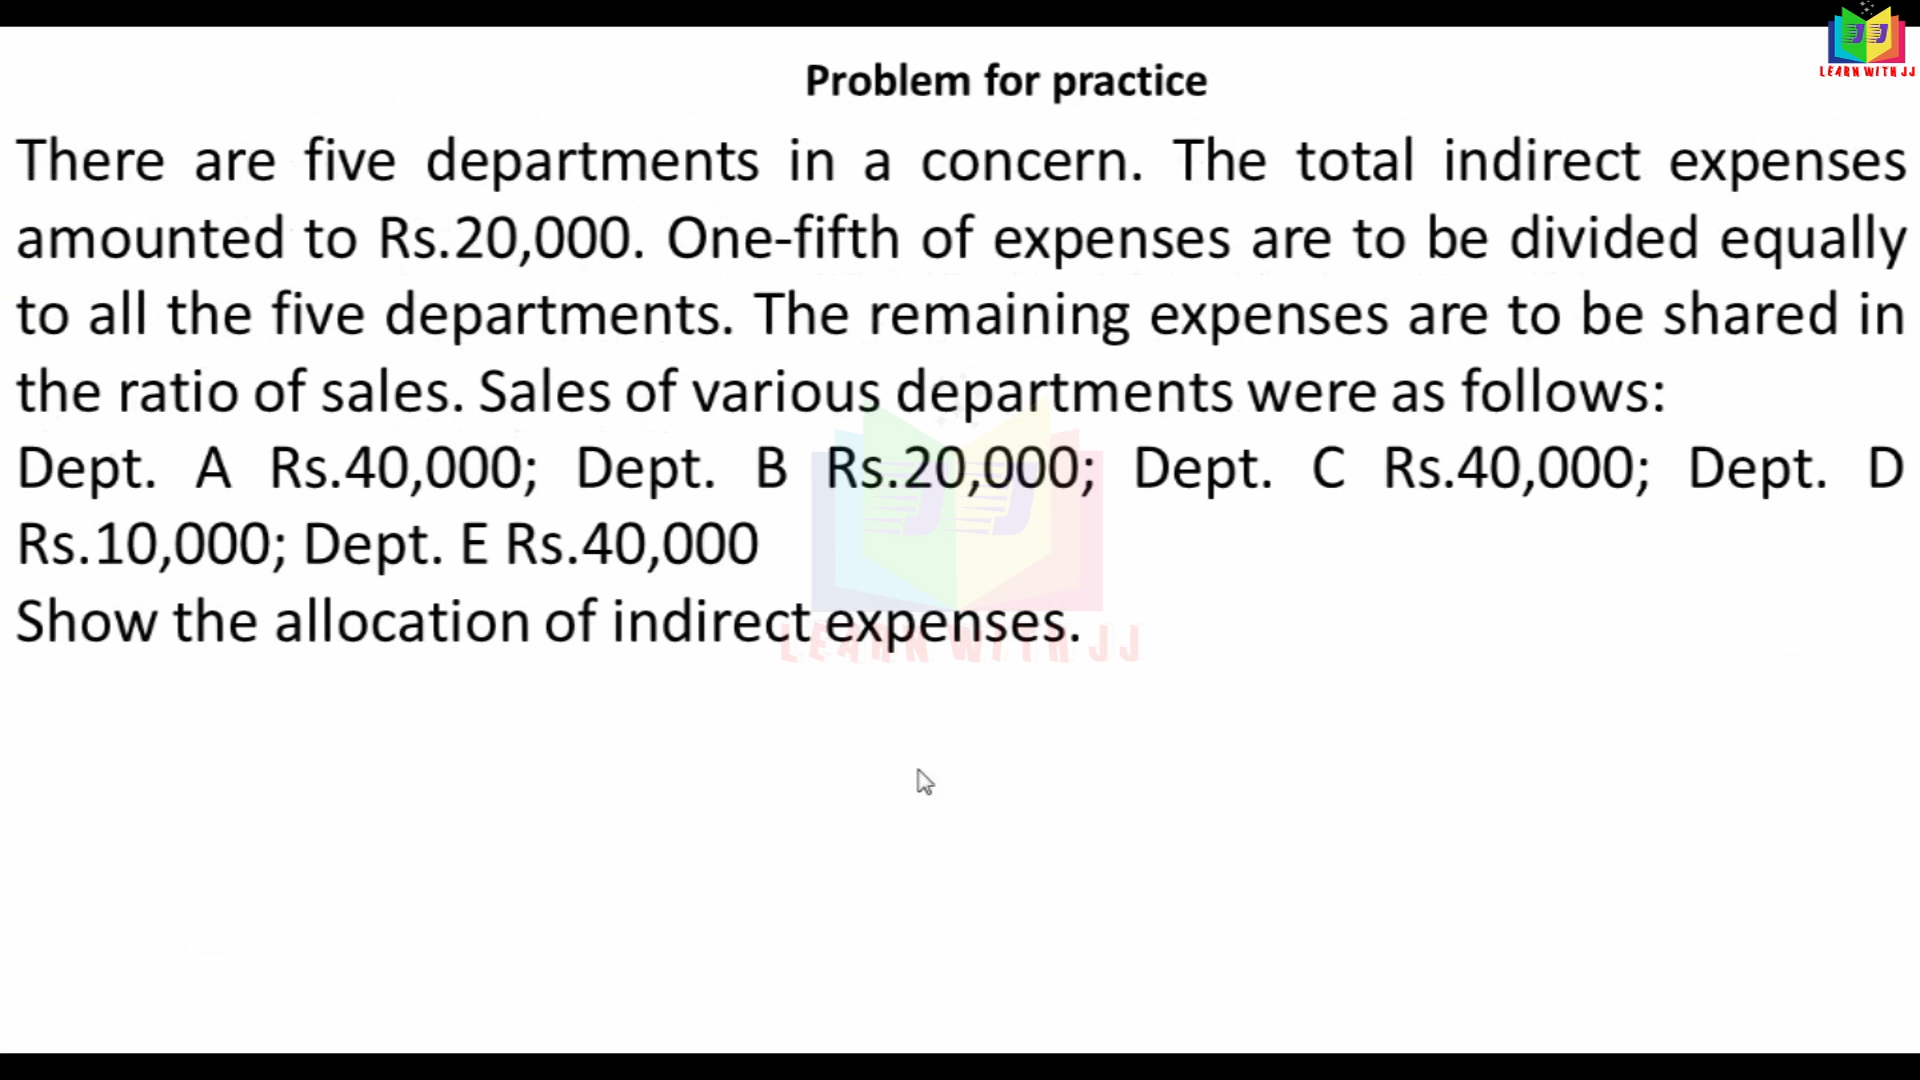 LEARN WITH JJ
Problem for practice
There are five departments in a concern. The total indirect expenses
amounted to Rs.20,000. One-fifth of expenses are to be divided equally
to all the five departments. The remaining expenses are to be shared in
the ratio of sales. Sales of various departments were as follows:
Dept. A Rs.40,000; Dept. B Rs.20,000; Dept. C Rs.40,000; Dept. D
Rs.10,000; Dept. E Rs.40,000
Show the allocation of indirect expenses.
LEARN WITH JJ